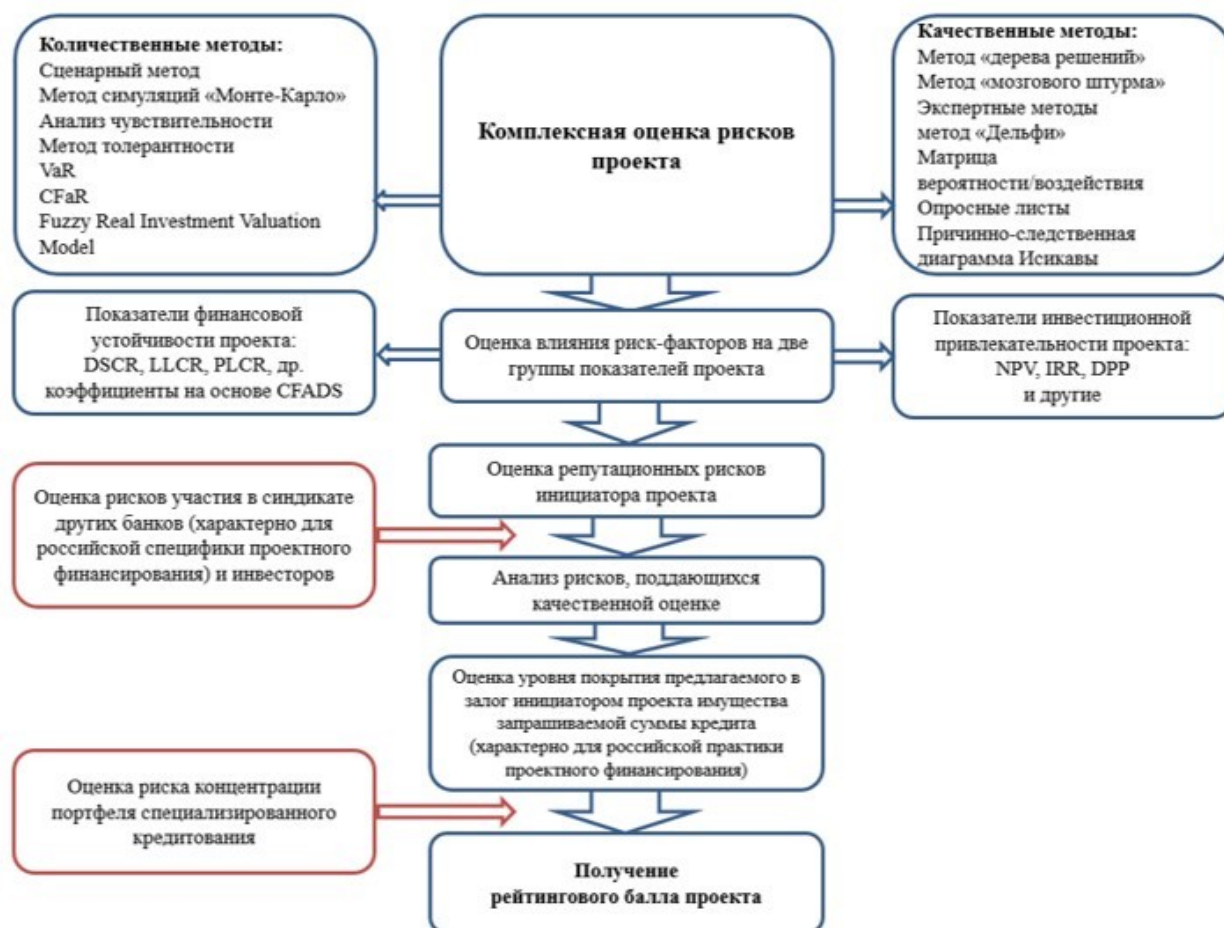 Количественные методы:
Сценарный метод
Метод симуляций «Монте-Карло»
Анализ чувствительности
Метод толерантности
VaR
CFaR
Fuzzy Real Investment Valuation
Model
Комплексная оценка рисков
проекта
Качественные методы:
Метод «дерева решений»
Метод «мозгового штурма»
Экспертные методы
метод «Дельфи»
Матрица
вероятности/воздействия
Опросные листы
Причинно-следственная
диаграмма Исикавы
Показатели финансовой
устойчивости проекта:
DSCR, LLCR, PLCR, др.
коэффициенты на основе CFADS
Оценка влияния риск-факторов на две
группы показателей проекта
Показатели инвестиционной
привлекательности проекта:
NPV, IRR, DPP
и другие
Оценка репутационных рисков
инициатора проекта
Оценка рисков участия в синдикате
других банков (характерно для
российской специфики проектного
финансирования) и инвесторов
Анализ рисков, поддающихся
качественной оценке
Оценка уровня покрытия предлагаемого в
залог инициатором проекта имущества
запрашиваемой суммы кредита
(характерно для российской практики
проектного финансирования)
Оценка риска концентрации
портфеля специализированного
кредитования
Получение
рейтингового балла проекта